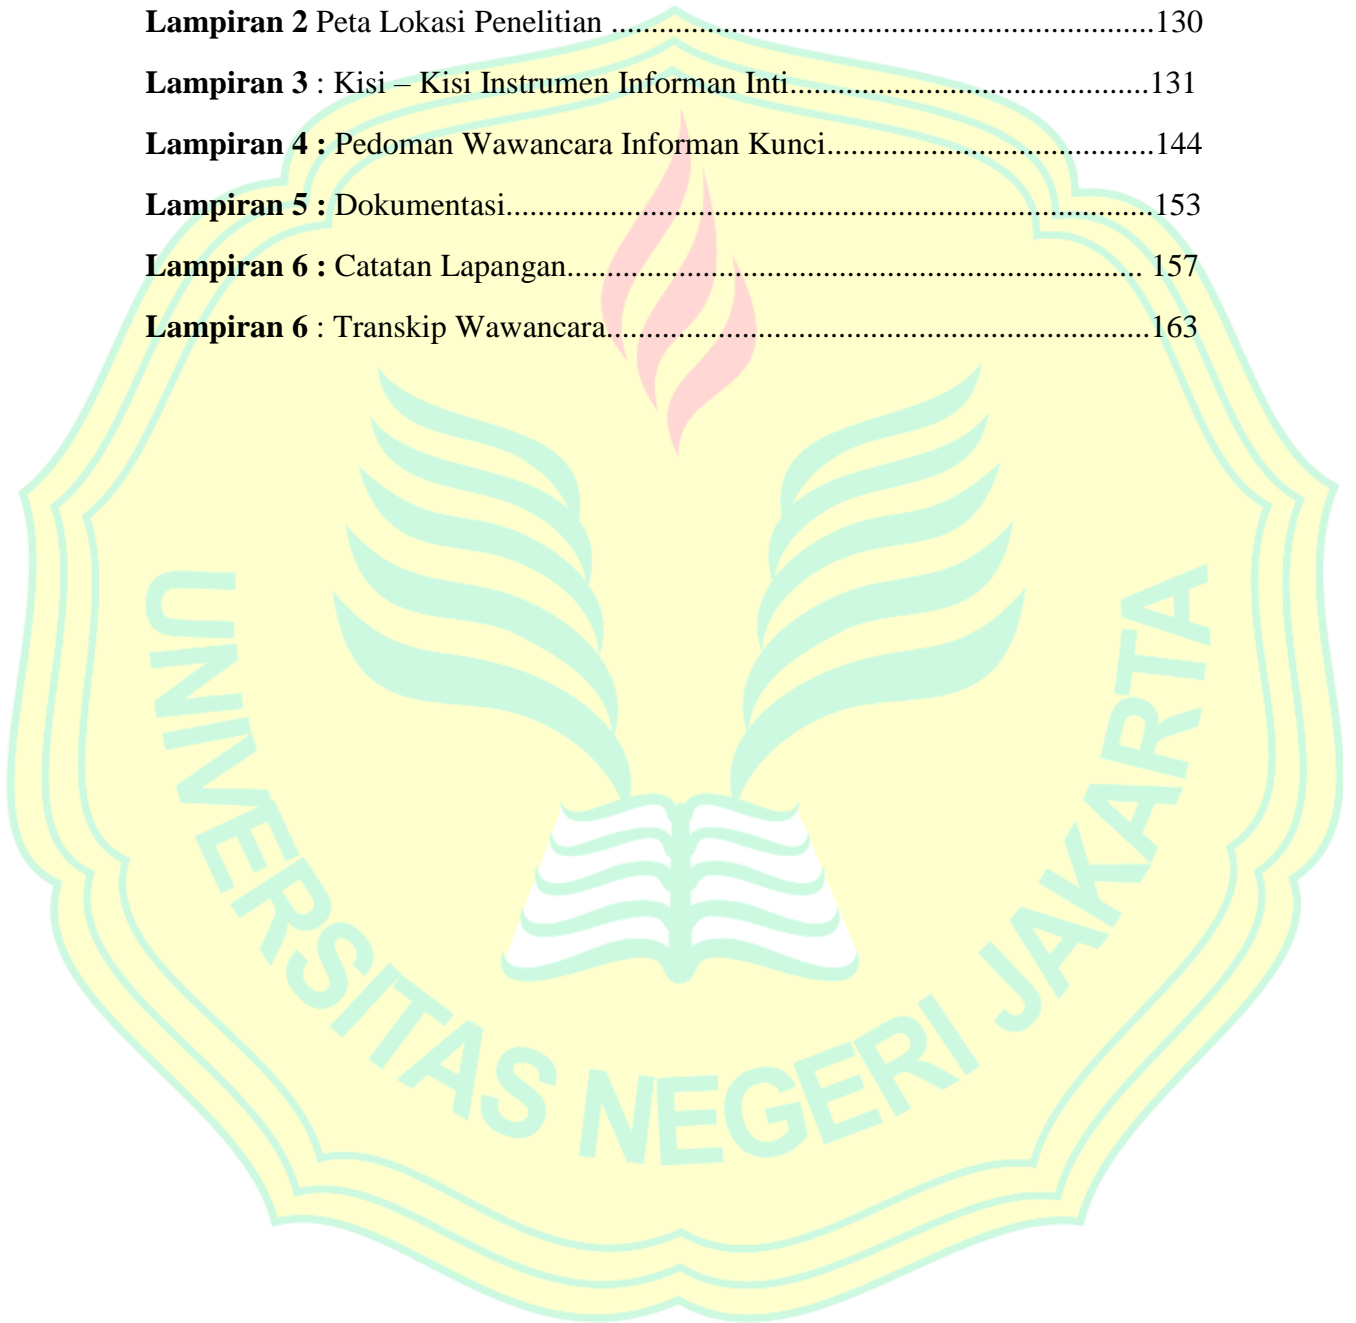 Lampiran 2 Peta Lokasi Penelitian ....................................................................130
Lampiran 3 : Kisi – Kisi Instrumen Informan Inti.............................................131
Lampiran 4 : Pedoman Wawancara Informan Kunci.........................................144
Lampiran 5 : Dokumentasi.................................................................................153
Lampiran 6 : Catatan Lapangan........................................................................ 157
Lampiran 6 : Transkip Wawancara....................................................................163
UNIVERSITAS NEGERI JAKARTA